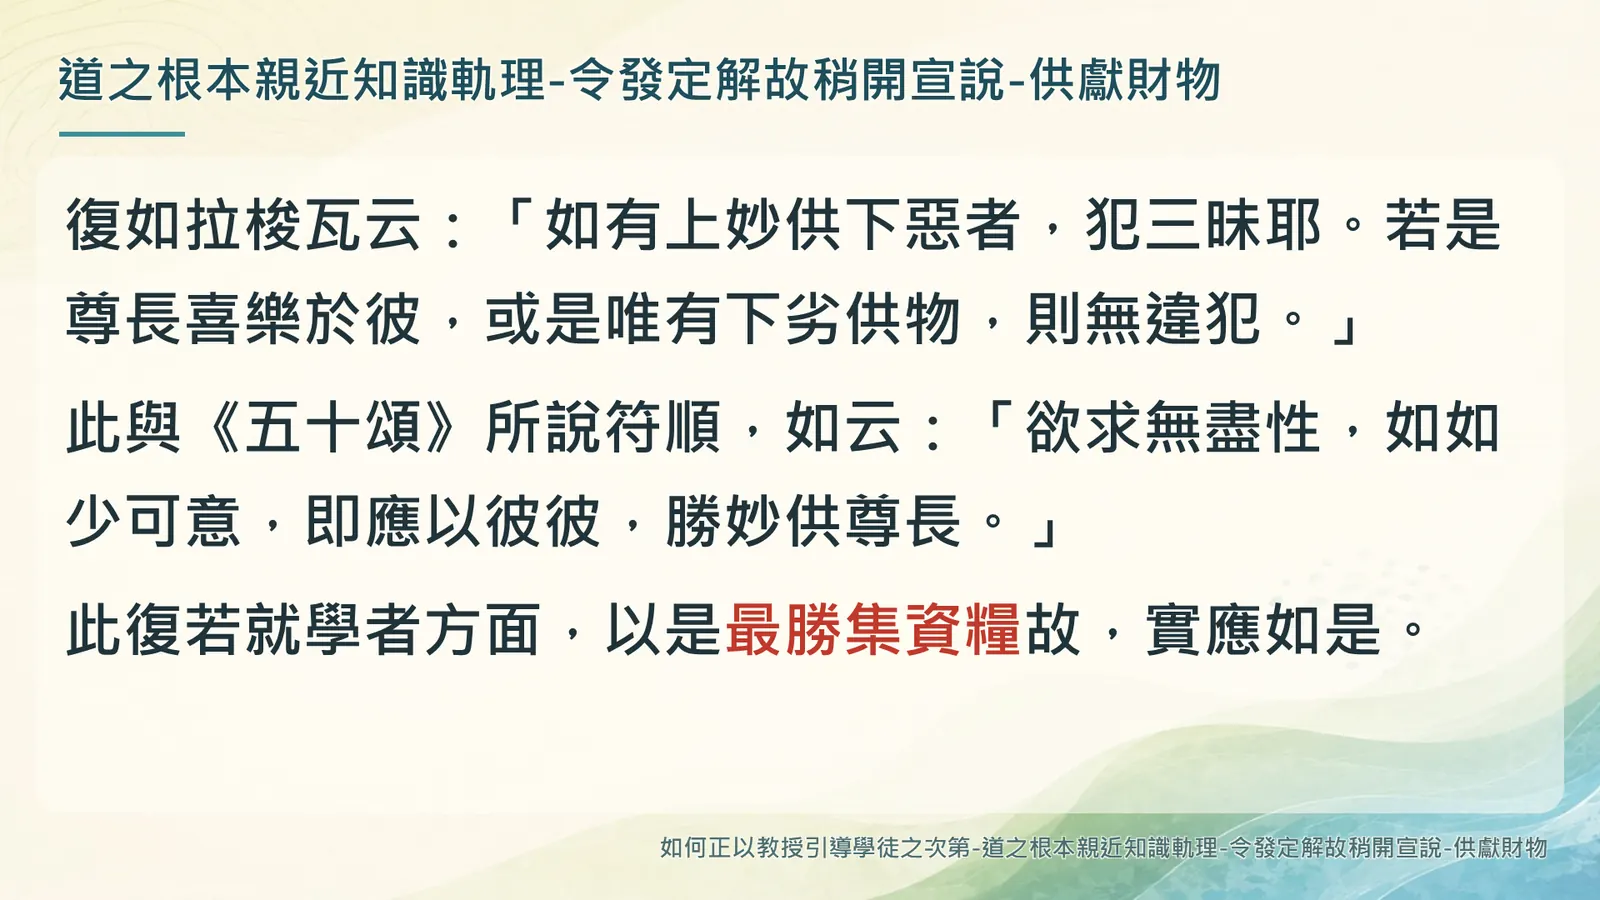 道之根本親近知識軌理-令發定解故稍開宣說-供獻財物
復如拉梭瓦云：「如有上妙供下惡者，犯三昧耶。若是
尊長喜樂於彼，或是唯有下劣供物，則無違犯。」
此與《五十頌》所說符順，如云：「欲求無盡性，如如
少可意，即應以彼彼，勝妙供尊長。」
此復若就學者方面，以是最勝集資糧故，實應如是。
如何正以教授引導學徒之次第-道之根本親近知識軌理-令發定解故稍開宣說-供獻財物